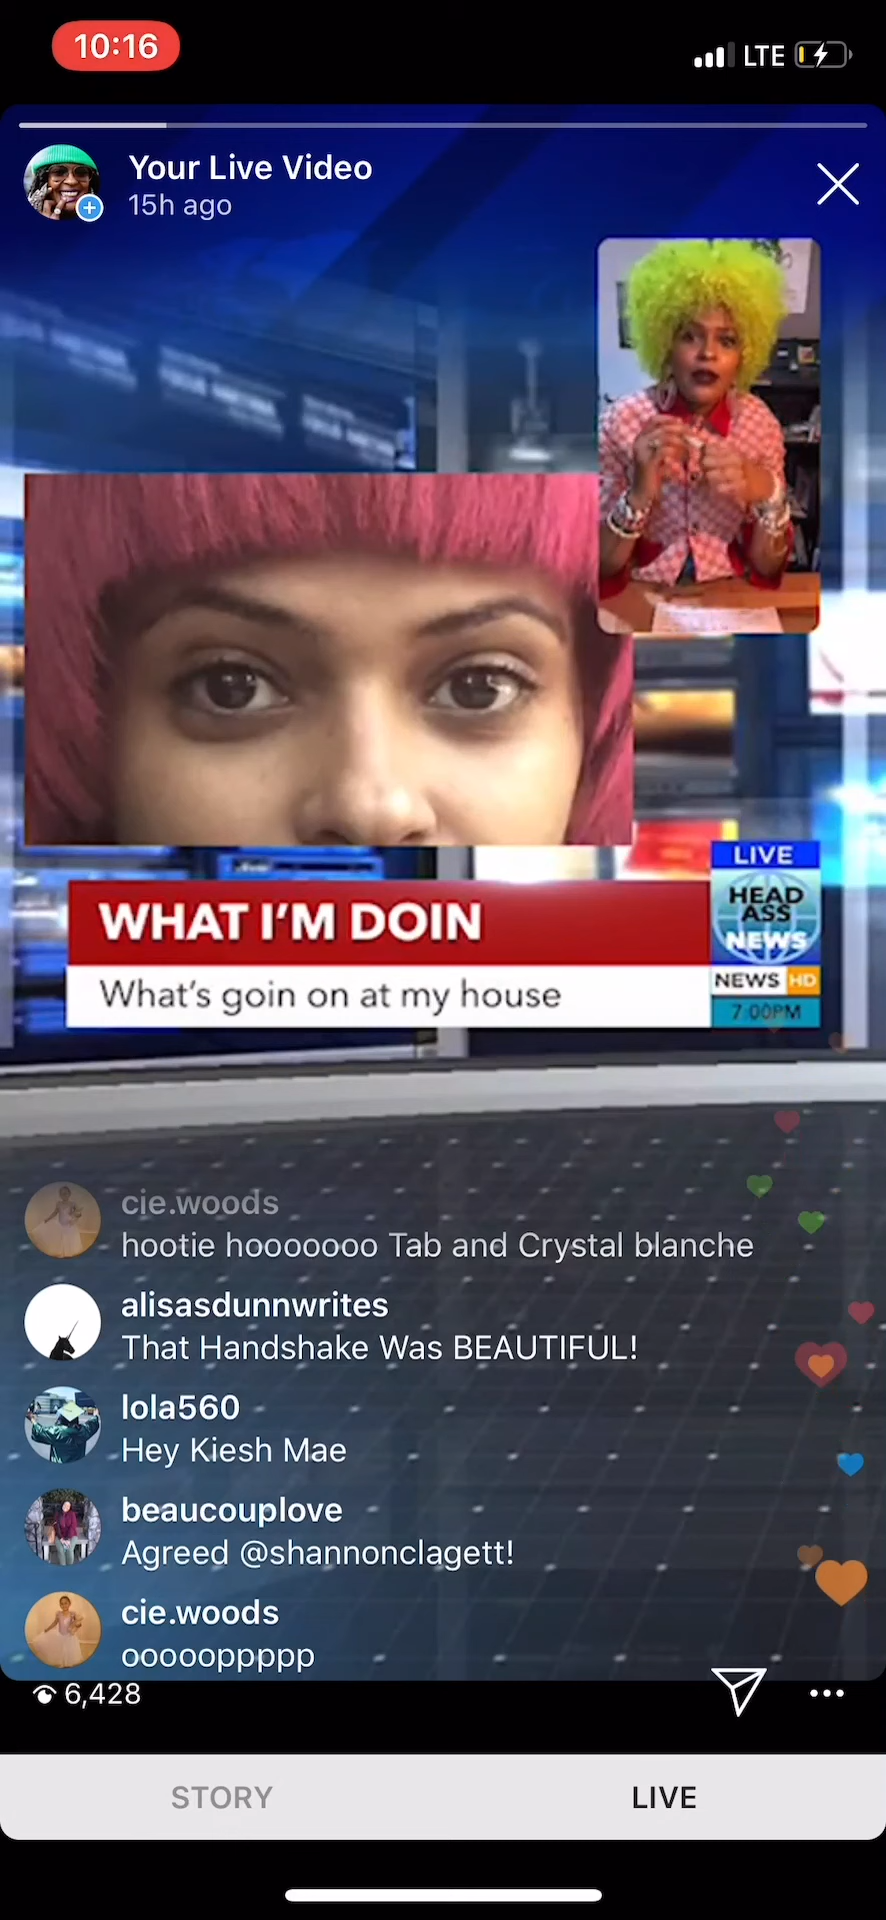 10:16
LTE
Your Live Video
15h ago
LIVE
HEAD
ASS
NEWS
WHAT I'M DOIN
What's goin on at my house
NEWS HD
7:00PM
cie.woods
hootie hooooooo Tab and Crystal blanche
alisasdunnwrites
That Handshake Was BEAUTIFUL!
lola560
Hey Kiesh Mae
beaucouplove
Agreed @shannonclagett!
cie.woods
oooooppppp
6,428
STORY
LIVE